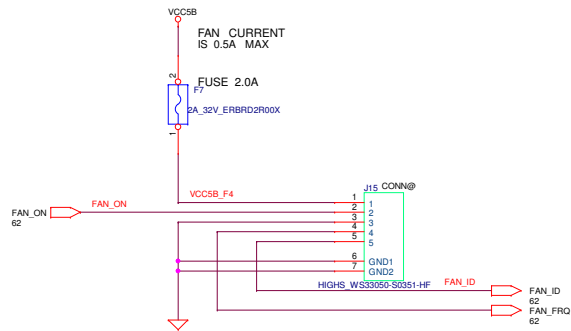 VCC5B
FAN CURRENT
IS 0.5A MAX
2
FUSE 2.0A
F7
2A_32V_ERBRD2R00X
1
J15 CONN@
VCC5B_F4
1 1
FAN_ON
2 2
FAN_ON
62
3 3
4 4
5 5
6 GND1
7 GND2
FAN_ID
HIGHS_WS33050-S0351-HF
FAN_ID
62
FAN_FRQ
62